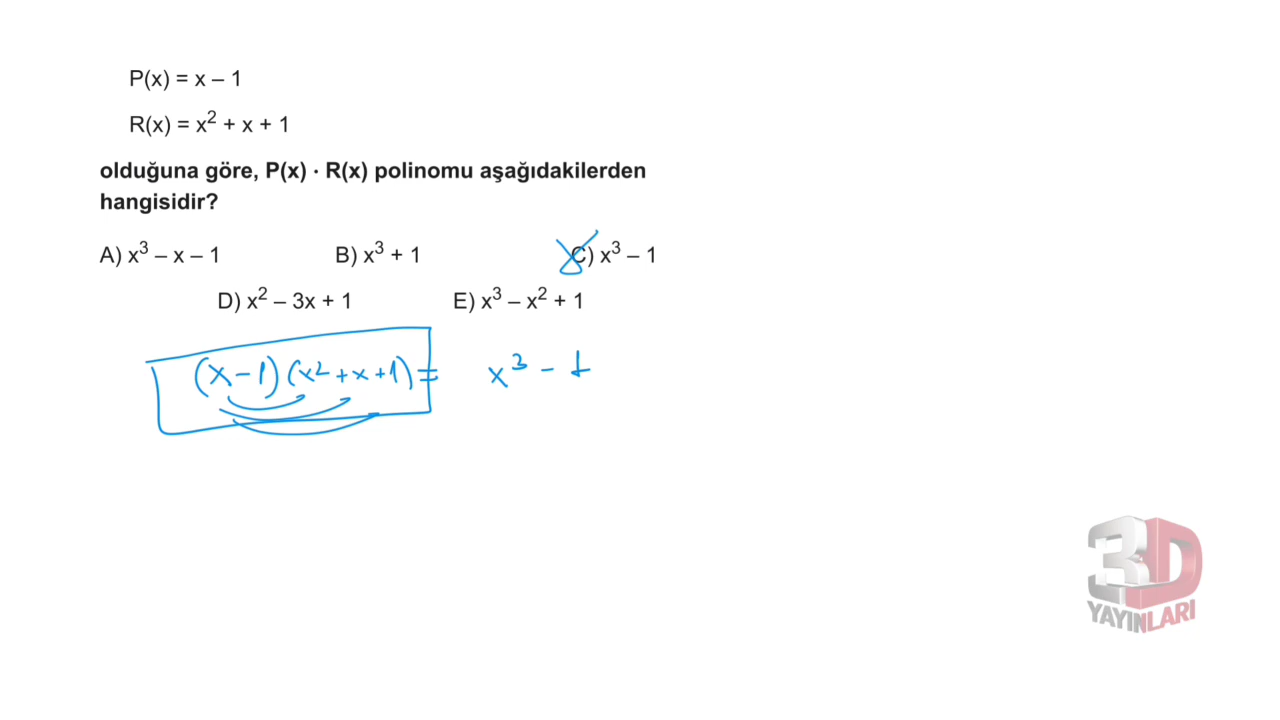 P(x) = x – 1
R(x) = x² + x + 1
olduğuna göre, P(x) · R(x) polinomu aşağıdakilerden
hangisidir?
A) x³ – x – 1 B) x³ + 1 C) x³ – 1
D) x² – 3x + 1 E) x³ – x² + 1
(x-1)(x²+x+1) = x³ - 1
3D
YAYINLARI